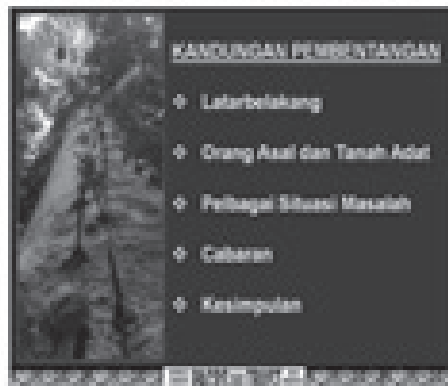 KANDUNGAN PEMBENTANGAN
❖ Latarbelakang
❖ Orang Asal dan Tanah Adat
❖ Pelbagai Situasi Masalah
❖ Cabaran
❖ Kesimpulan